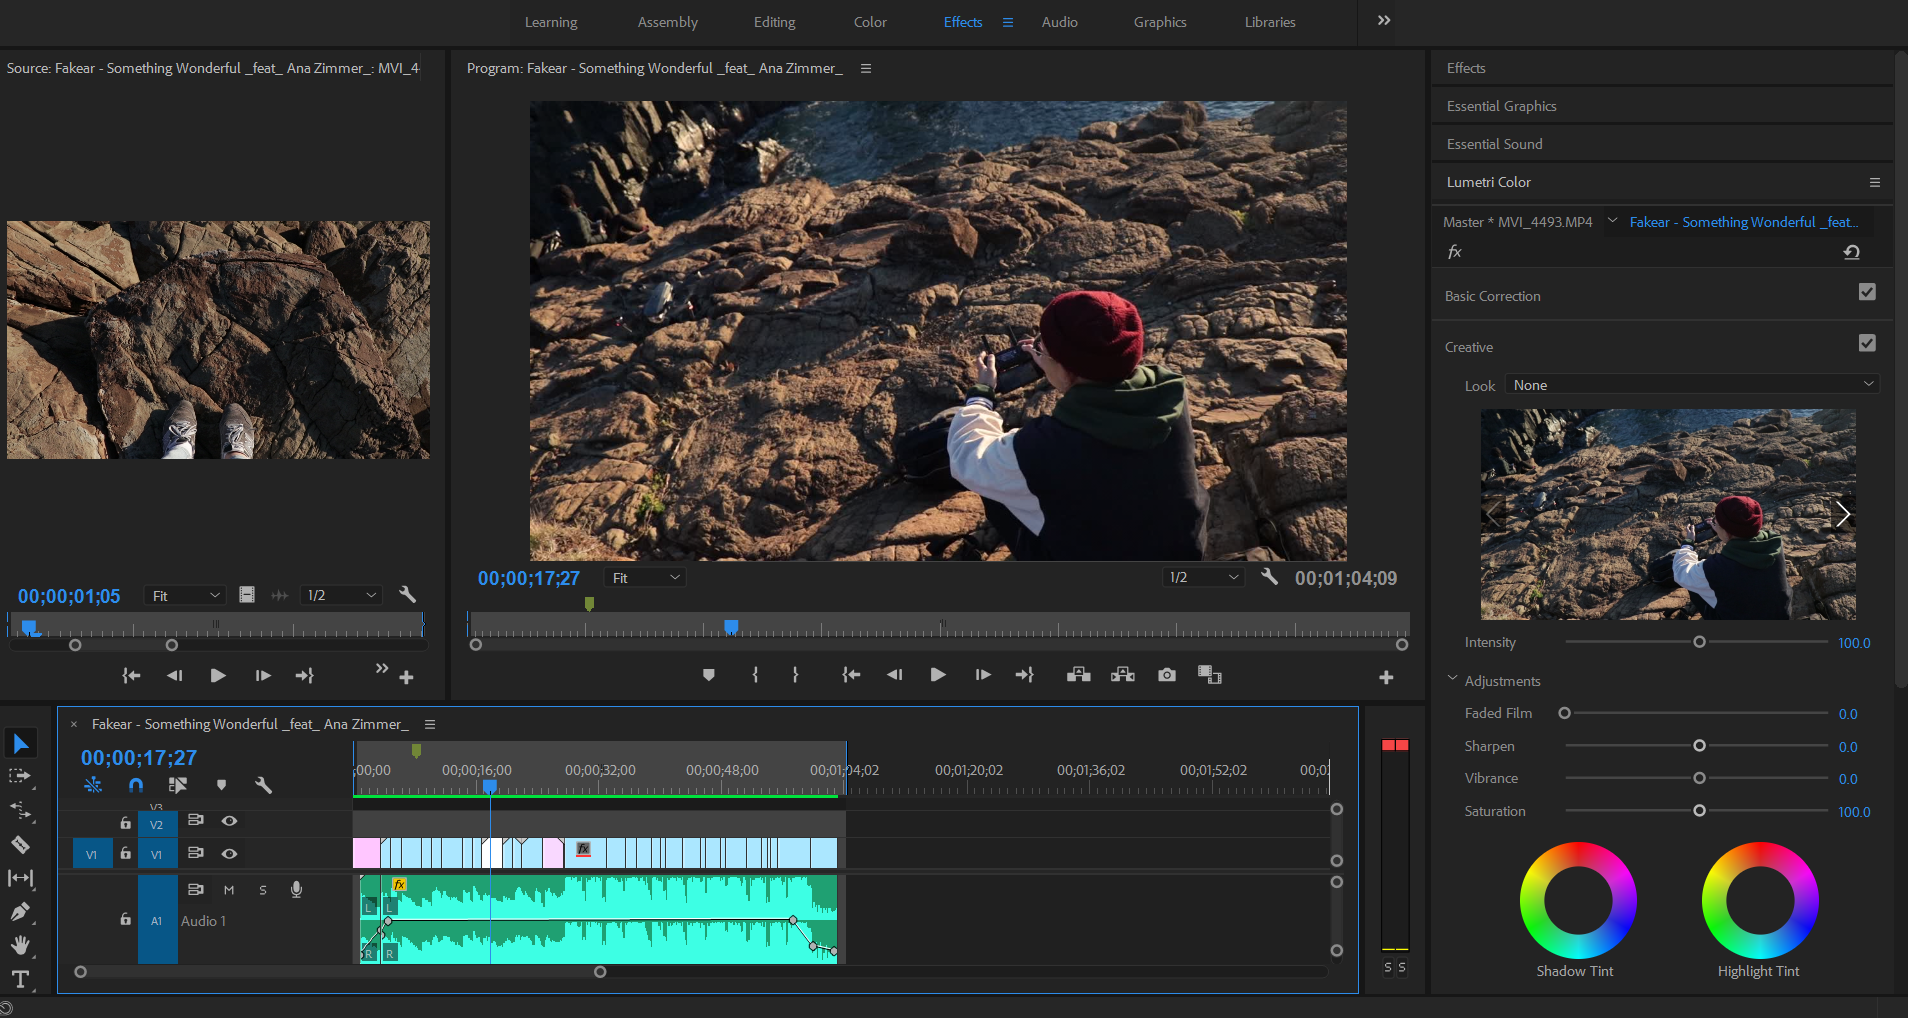 Learning Assembly Editing Color Effects Audio Graphics Libraries
Source: Fakear - Something Wonderful _feat_ Ana Zimmer_: MVI_4
Program: Fakear - Something Wonderful _feat_ Ana Zimmer_
00;00;01;05 Fit 1/2
00;00;17;27 Fit 1/2 00;01;04;09
Effects
Essential Graphics
Essential Sound
Lumetri Color
Master * MVI_4493.MP4 Fakear - Something Wonderful _feat...
fx
Basic Correction
Creative
Look None
Intensity 100.0
Adjustments
Faded Film 0.0
Sharpen 0.0
Vibrance 0.0
Saturation 100.0
Shadow Tint Highlight Tint
× Fakear - Something Wonderful _feat_ Ana Zimmer_
00;00;17;27
;00;00 00;00;16;00 00;00;32;00 00;00;48;00 00;01;04;02 00;01;20;02 00;01;36;02 00;01;52;02 00;0
V3
V2
V1 V1 fx
fx
M S
L L
A1 Audio 1
R R
S S
T